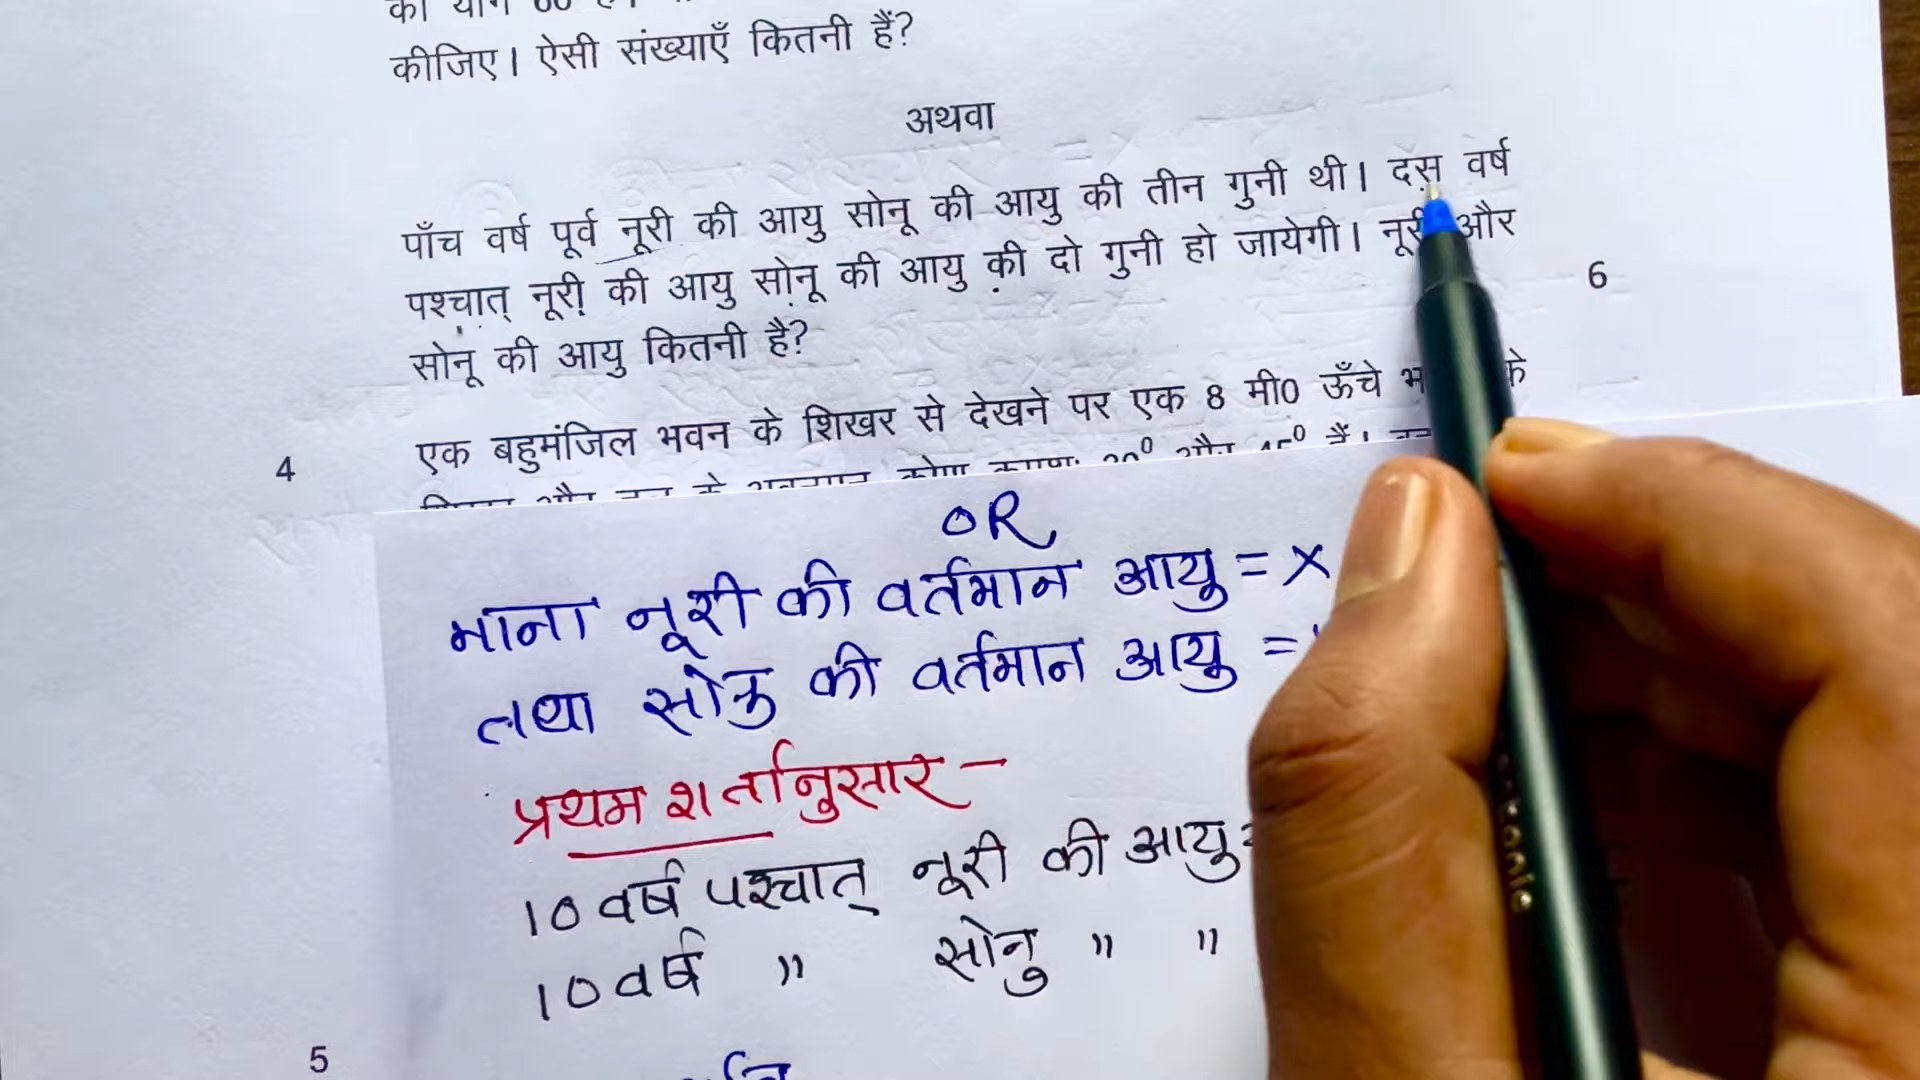 का योग 60
कीजिए। ऐसी संख्याएँ कितनी हैं?
अथवा
पाँच वर्ष पूर्व नूरी की आयु सोनू की आयु की तीन गुनी थी। दस वर्ष
पश्चात् नूरी की आयु सोनू की आयु की दो गुनी हो जायेगी। और
सोनू की आयु कितनी है?
6
4
एक बहुमंजिल भवन के शिखर से देखने पर एक 8 मी0 ऊँचे के
OR
माना नूरी की वर्तमान आयु = x
तथा सोनु की वर्तमान आयु =
प्रथम शर्तानुसार –
10 वर्ष पश्चात् नूरी की आयु
10 वर्ष " सोनु " "
5